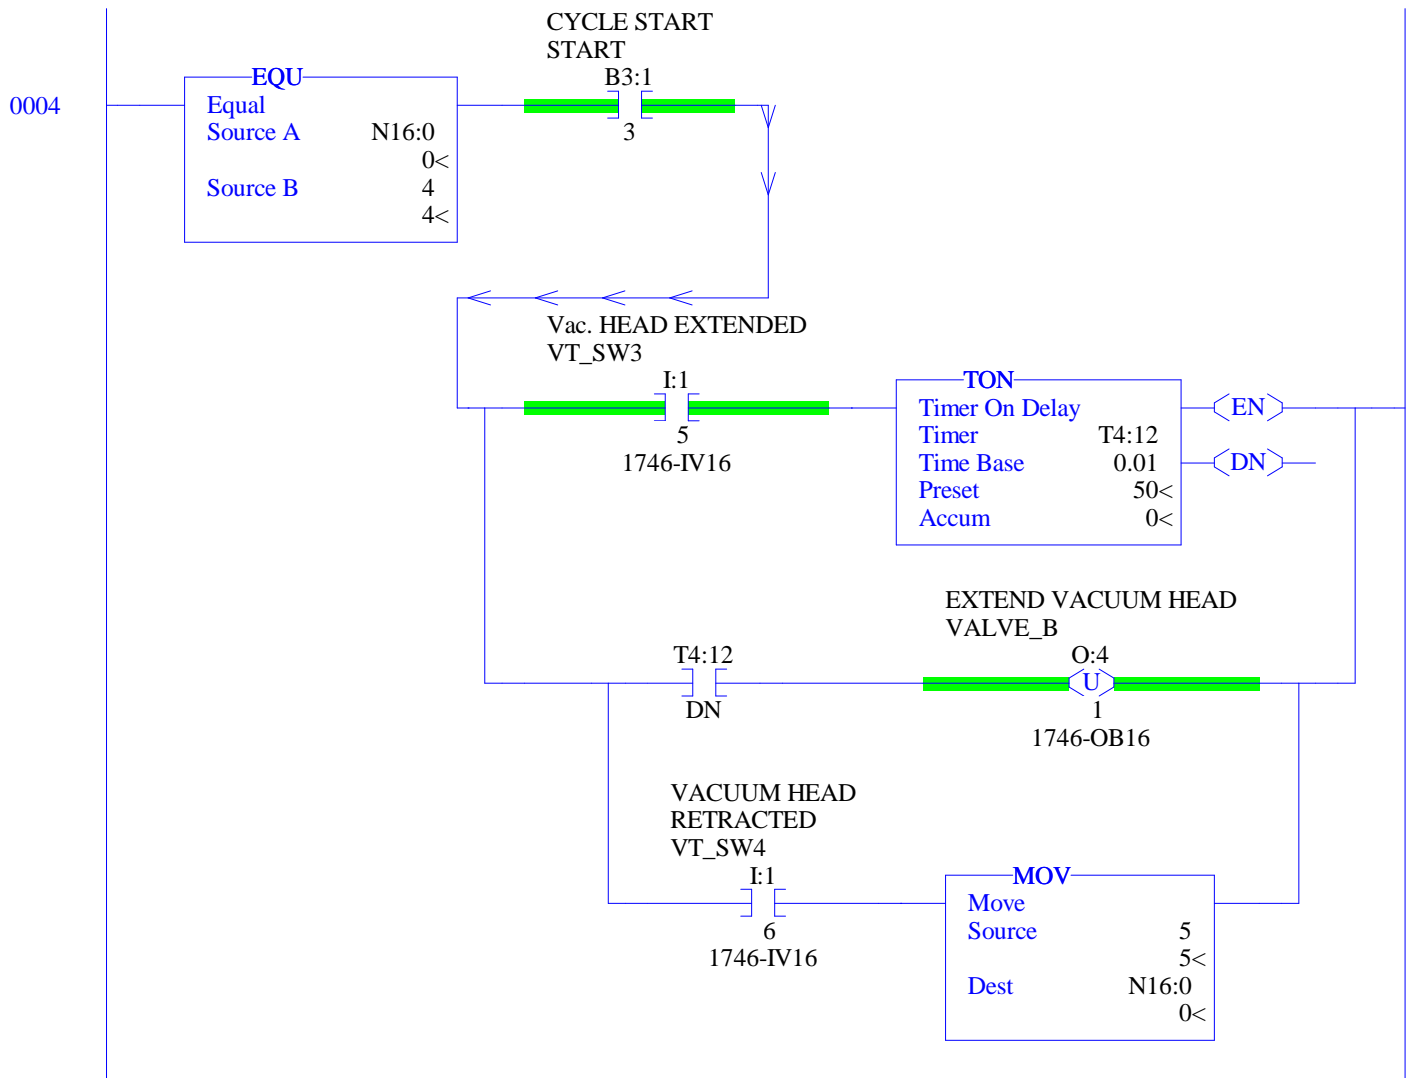 CYCLE START
START
EQU
B3:1
0004
Equal
Source A N16:0
3
0<
Source B 4
4<
Vac. HEAD EXTENDED
VT_SW3
I:1
TON
Timer On Delay
EN
5
Timer T4:12
1746-IV16
Time Base 0.01
DN
Preset 50<
Accum 0<
EXTEND VACUUM HEAD
VALVE_B
T4:12
O:4
U
DN
1
1746-OB16
VACUUM HEAD
RETRACTED
VT_SW4
I:1
MOV
Move
6
Source 5
1746-IV16
5<
Dest N16:0
0<